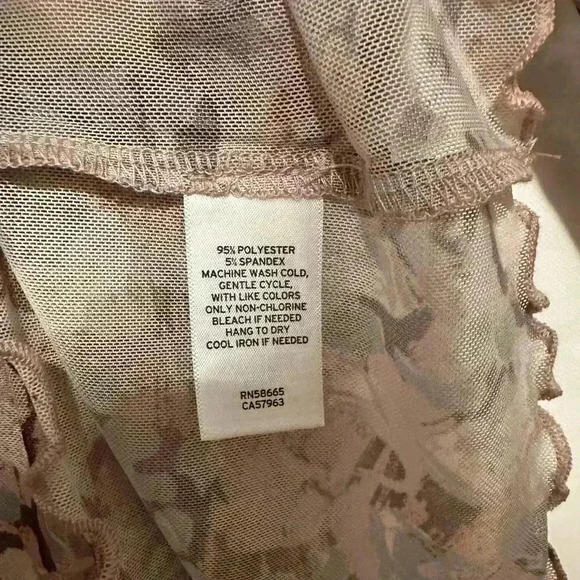 95% POLYESTER
5% SPANDEX
MACHINE WASH COLD,
GENTLE CYCLE,
WITH LIKE COLORS
ONLY NON-CHLORINE
BLEACH IF NEEDED
HANG TO DRY
COOL IRON IF NEEDED
RN58665
CA57963